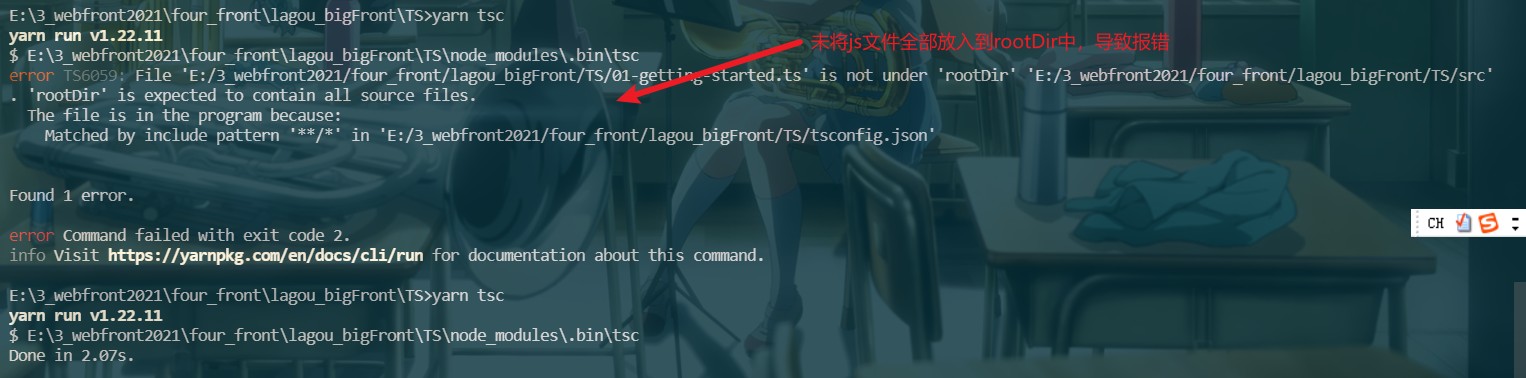 E:\3_webfront2021\four_front\lagou_bigFront\TS>yarn tsc
yarn run v1.22.11
$ E:\3_webfront2021\four_front\lagou_bigFront\TS\node_modules\.bin\tsc
未将js文件全部放入到rootDir中，导致报错
error TS6059: File 'E:/3_webfront2021/four_front/lagou_bigFront/TS/01-getting-started.ts' is not under 'rootDir' 'E:/3_webfront2021/four_front/lagou_bigFront/TS/src'
. 'rootDir' is expected to contain all source files.
The file is in the program because:
Matched by include pattern '**/*' in 'E:/3_webfront2021/four_front/lagou_bigFront/TS/tsconfig.json'
Found 1 error.
CH
error Command failed with exit code 2.
info Visit https://yarnpkg.com/en/docs/cli/run for documentation about this command.
E:\3_webfront2021\four_front\lagou_bigFront\TS>yarn tsc
yarn run v1.22.11
$ E:\3_webfront2021\four_front\lagou_bigFront\TS\node_modules\.bin\tsc
Done in 2.07s.